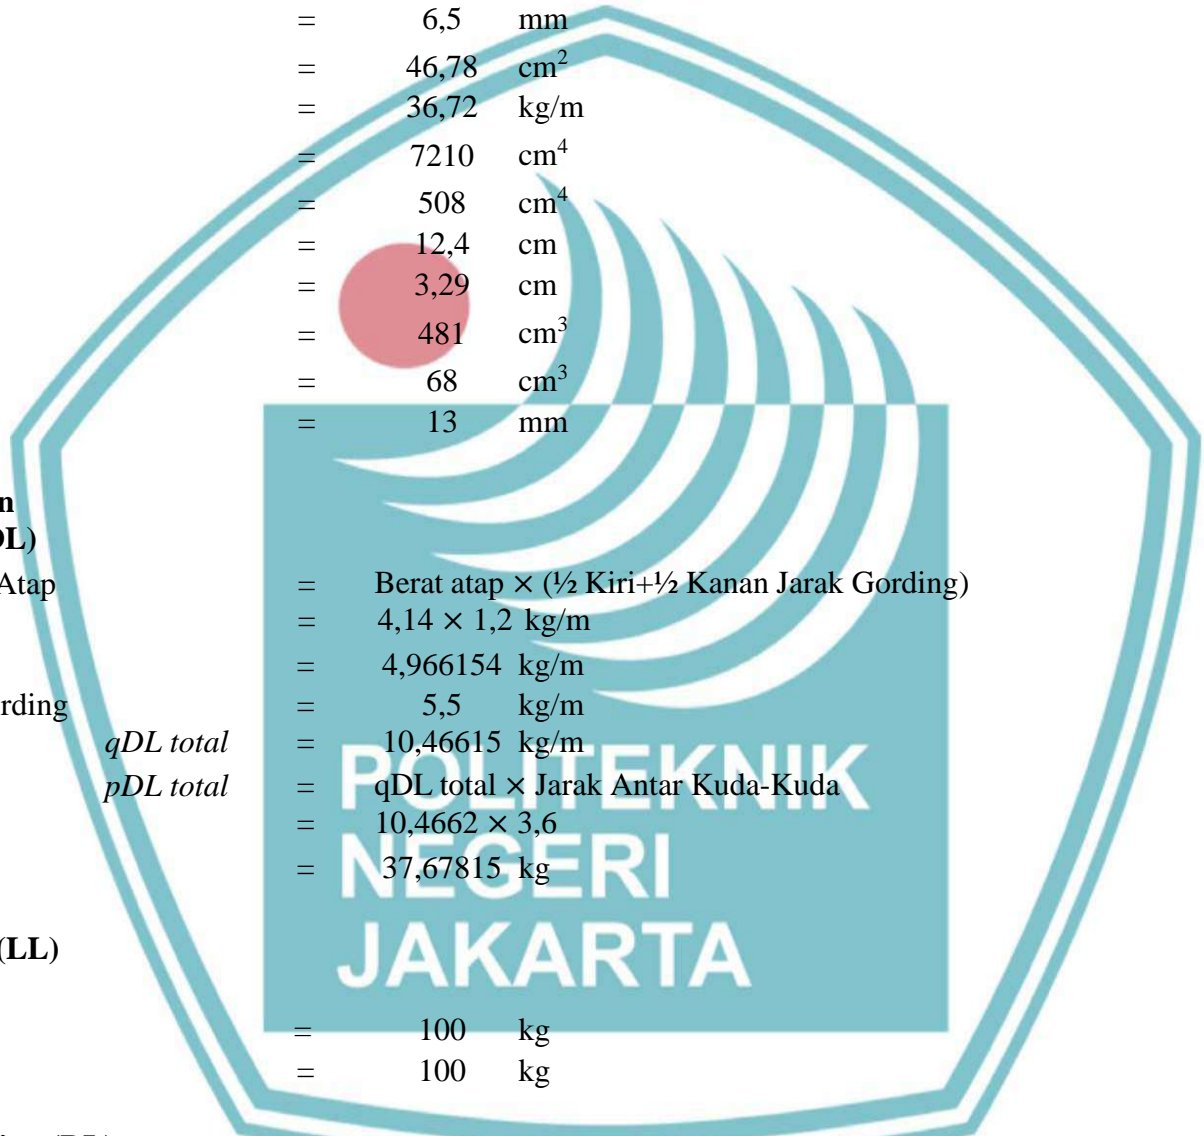 = 6,5 mm
= 46,78 cm²
= 36,72 kg/m
= 7210 cm⁴
= 508 cm⁴
= 12,4 cm
= 3,29 cm
= 481 cm³
= 68 cm³
= 13 mm
n
DL)
Atap = Berat atap × (½ Kiri+½ Kanan Jarak Gording)
= 4,14 × 1,2 kg/m
= 4,966154 kg/m
rding = 5,5 kg/m
qDL total = 10,46615 kg/m
pDL total = qDL total × Jarak Antar Kuda-Kuda
= 10,4662 × 3,6
= 37,67815 kg
(LL)
= 100 kg
= 100 kg
POLITEKNIK
NEGERI
JAKARTA